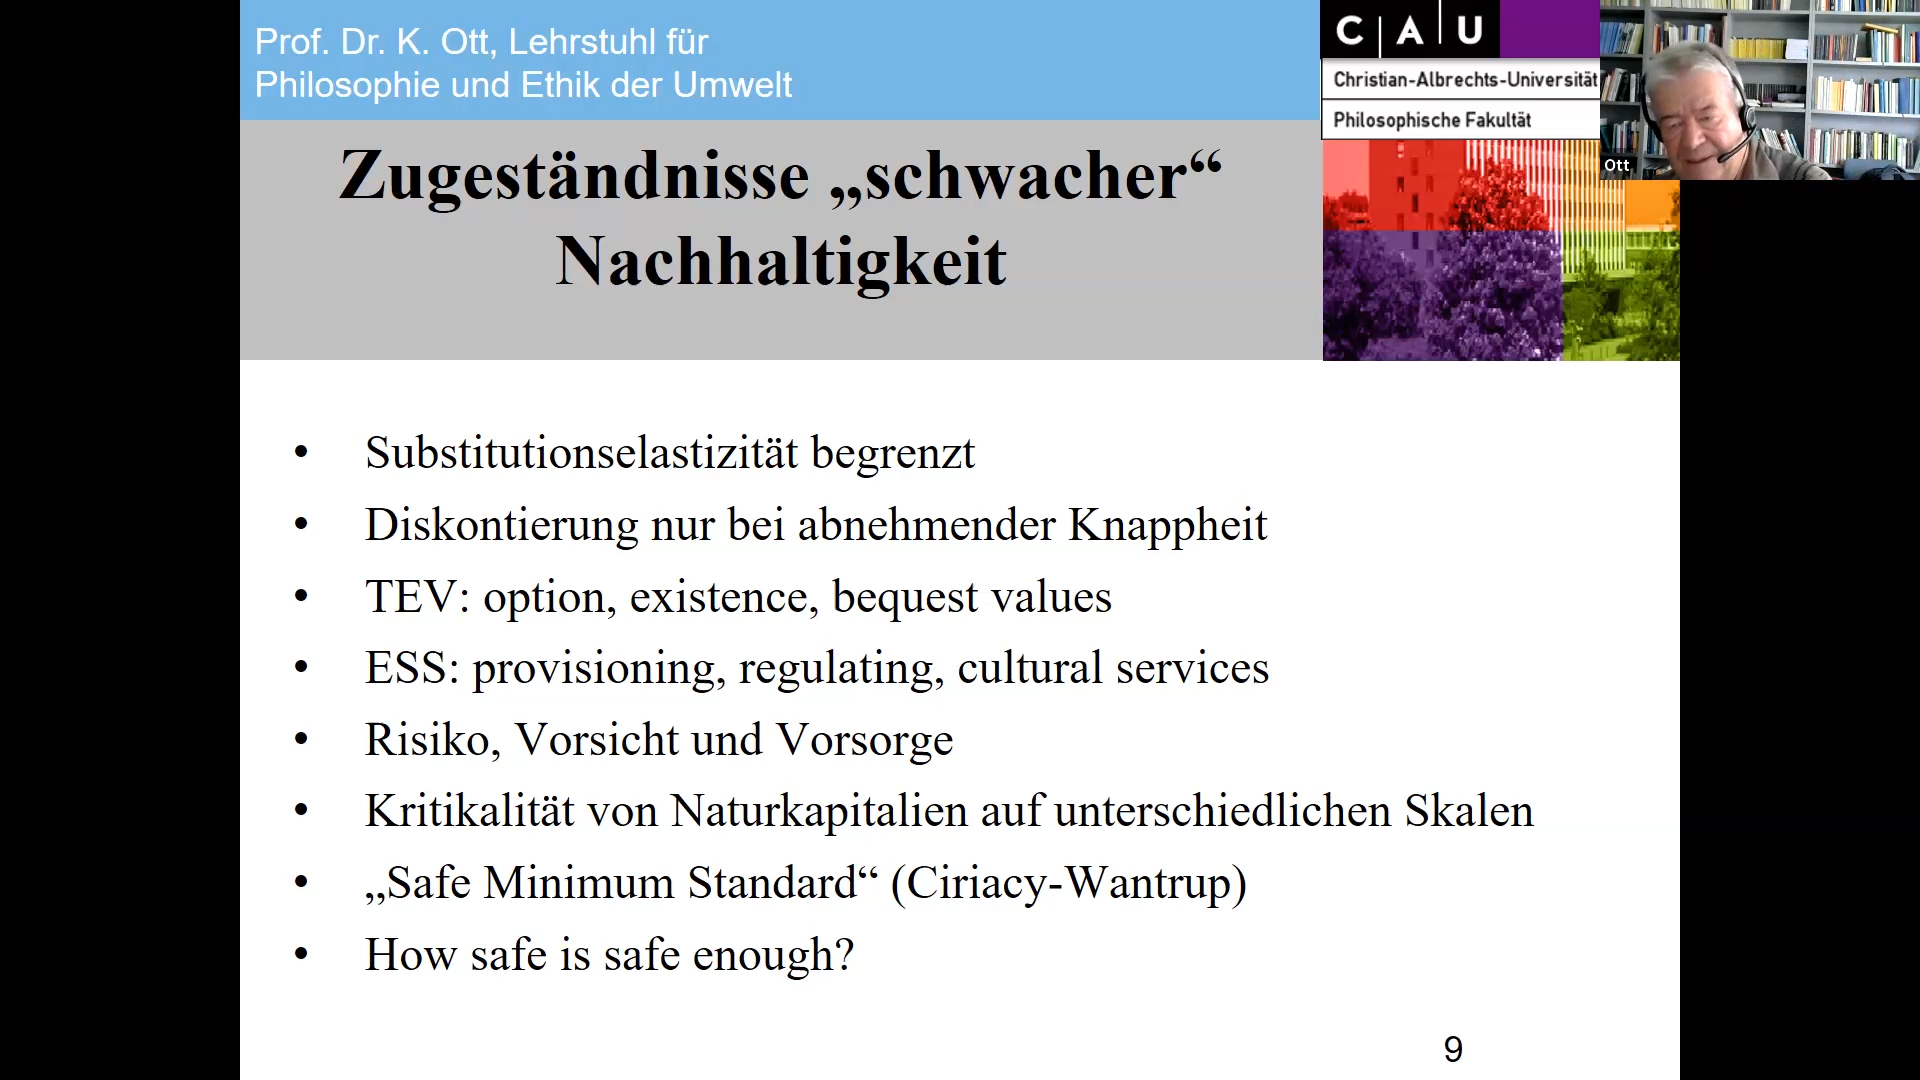 Prof. Dr. K. Ott, Lehrstuhl für
Philosophie und Ethik der Umwelt
C A U
Christian-Albrechts-Universität
Philosophische Fakultät
Ott
Zugeständnisse „schwacher“
Nachhaltigkeit
• Substitutionselastizität begrenzt
• Diskontierung nur bei abnehmender Knappheit
• TEV: option, existence, bequest values
• ESS: provisioning, regulating, cultural services
• Risiko, Vorsicht und Vorsorge
• Kritikalität von Naturkapitalien auf unterschiedlichen Skalen
• „Safe Minimum Standard“ (Ciriacy-Wantrup)
• How safe is safe enough?
9